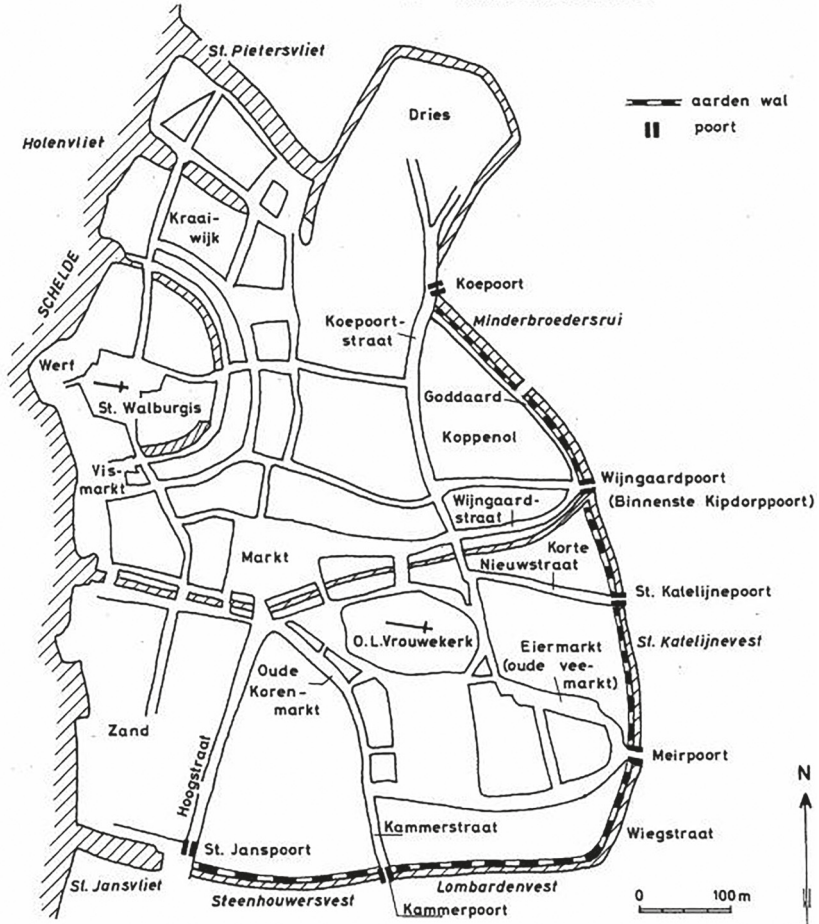 St. Pietersvliet
aarden wal
poort
Dries
Holenvliet
Kraai-
wijk
SCHELDE
Koepoort
Koepoort-
straat
Minderbroedersrui
Werf
St. Walburgis
Goddaard
Koppenol
Vis-
markt
Wijngaardpoort
(Binnenste Kipdorppoort)
Wijngaard-
straat
Markt
Korte
Nieuwstraat
St. Katelijnepoort
O.L.Vrouwekerk
St. Katelijnevest
Eiermarkt
(oude vee-
markt)
Oude
Koren-
markt
Zand
Hoogstraat
Meirpoort
N
Kammerstraat
Wiegstraat
St. Janspoort
St. Jansvliet
Steenhouwersvest
Lombardenvest
Kammerpoort
0 100 m